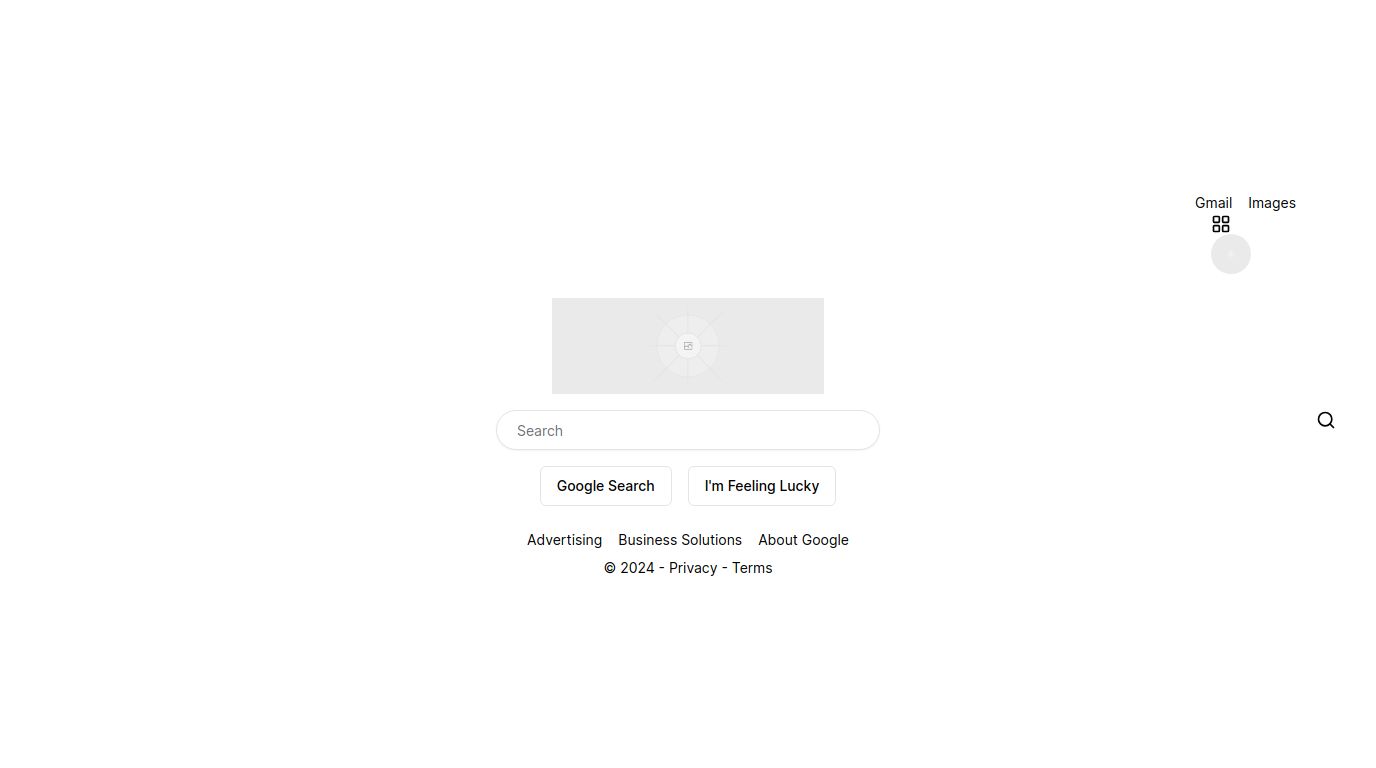 Gmail Images
Search
Google Search I'm Feeling Lucky
Advertising Business Solutions About Google
© 2024 - Privacy - Terms